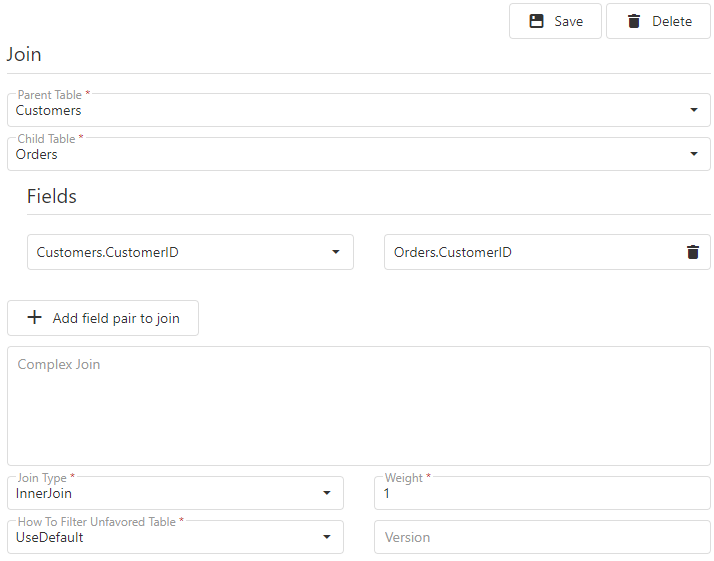 Save
Delete
Join
Parent Table *
Customers
Child Table *
Orders
Fields
Customers.CustomerID
Orders.CustomerID
Add field pair to join
Complex Join
Join Type *
InnerJoin
Weight *
1
How To Filter Unfavored Table *
UseDefault
Version